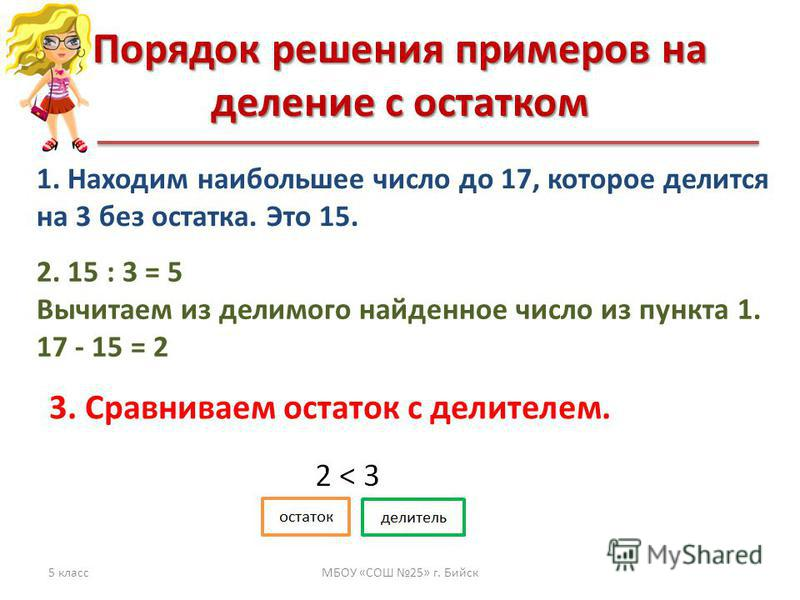 Порядок решения примеров на
деление с остатком
1. Находим наибольшее число до 17, которое делится
на 3 без остатка. Это 15.
2. 15 : 3 = 5
Вычитаем из делимого найденное число из пункта 1.
17 - 15 = 2
3. Сравниваем остаток с делителем.
2 < 3
остаток делитель
5 класс МБОУ «СОШ №25» г. Бийск
MyShared